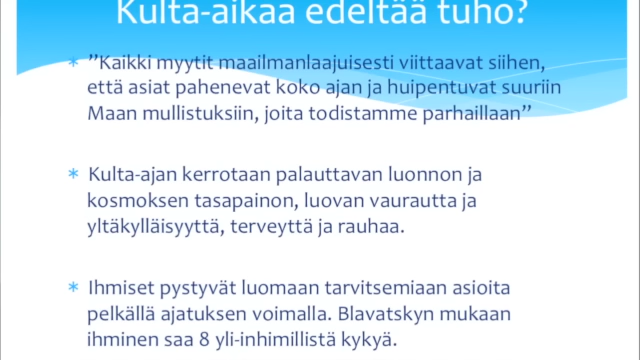 Kulta-aikaa edeltää tuho?
* ”Kaikki myytit maailmanlaajuisesti viittaavat siihen,
että asiat pahenevat koko ajan ja huipentuvat suuriin
Maan mullistuksiin, joita todistamme parhaillaan”
* Kulta-ajan kerrotaan palauttavan luonnon ja
kosmoksen tasapainon, luovan vaurautta ja
yltäkylläisyyttä, terveyttä ja rauhaa.
* Ihmiset pystyvät luomaan tarvitsemiaan asioita
pelkällä ajatuksen voimalla. Blavatskyn mukaan
ihminen saa 8 yli-inhimillistä kykyä.